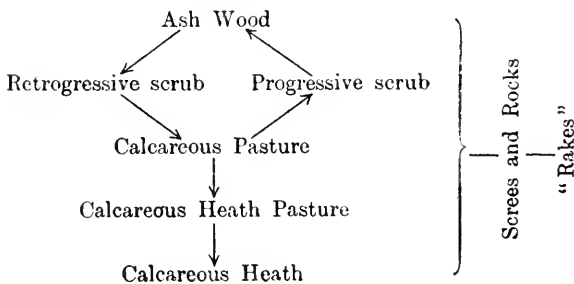 Ash Wood
Retrogressive scrub
Progressive scrub
Calcareous Pasture
Calcareous Heath Pasture
Calcareous Heath
Screes and Rocks
“Rakes”